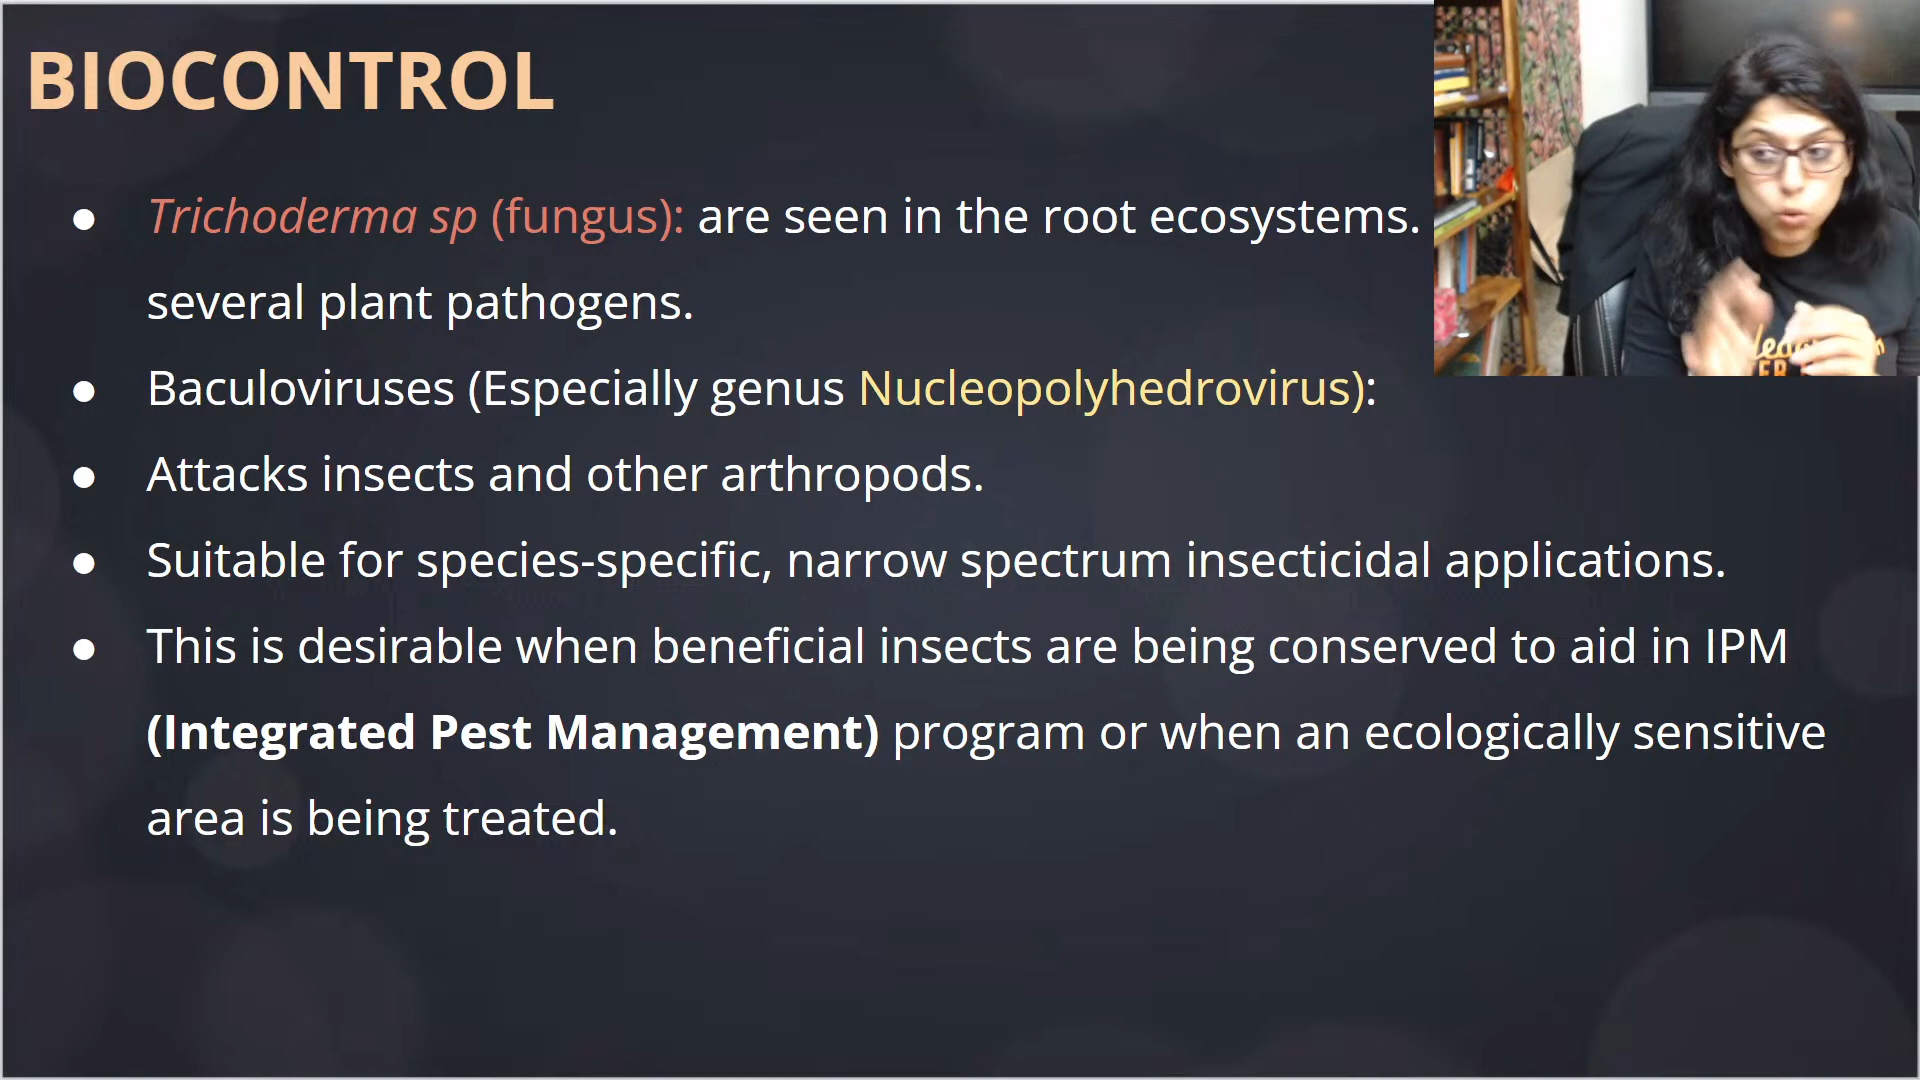 BIOCONTROL
● Trichoderma sp (fungus): are seen in the root ecosystems.
several plant pathogens.
● Baculoviruses (Especially genus Nucleopolyhedrovirus):
● Attacks insects and other arthropods.
● Suitable for species-specific, narrow spectrum insecticidal applications.
● This is desirable when beneficial insects are being conserved to aid in IPM
(Integrated Pest Management) program or when an ecologically sensitive
area is being treated.